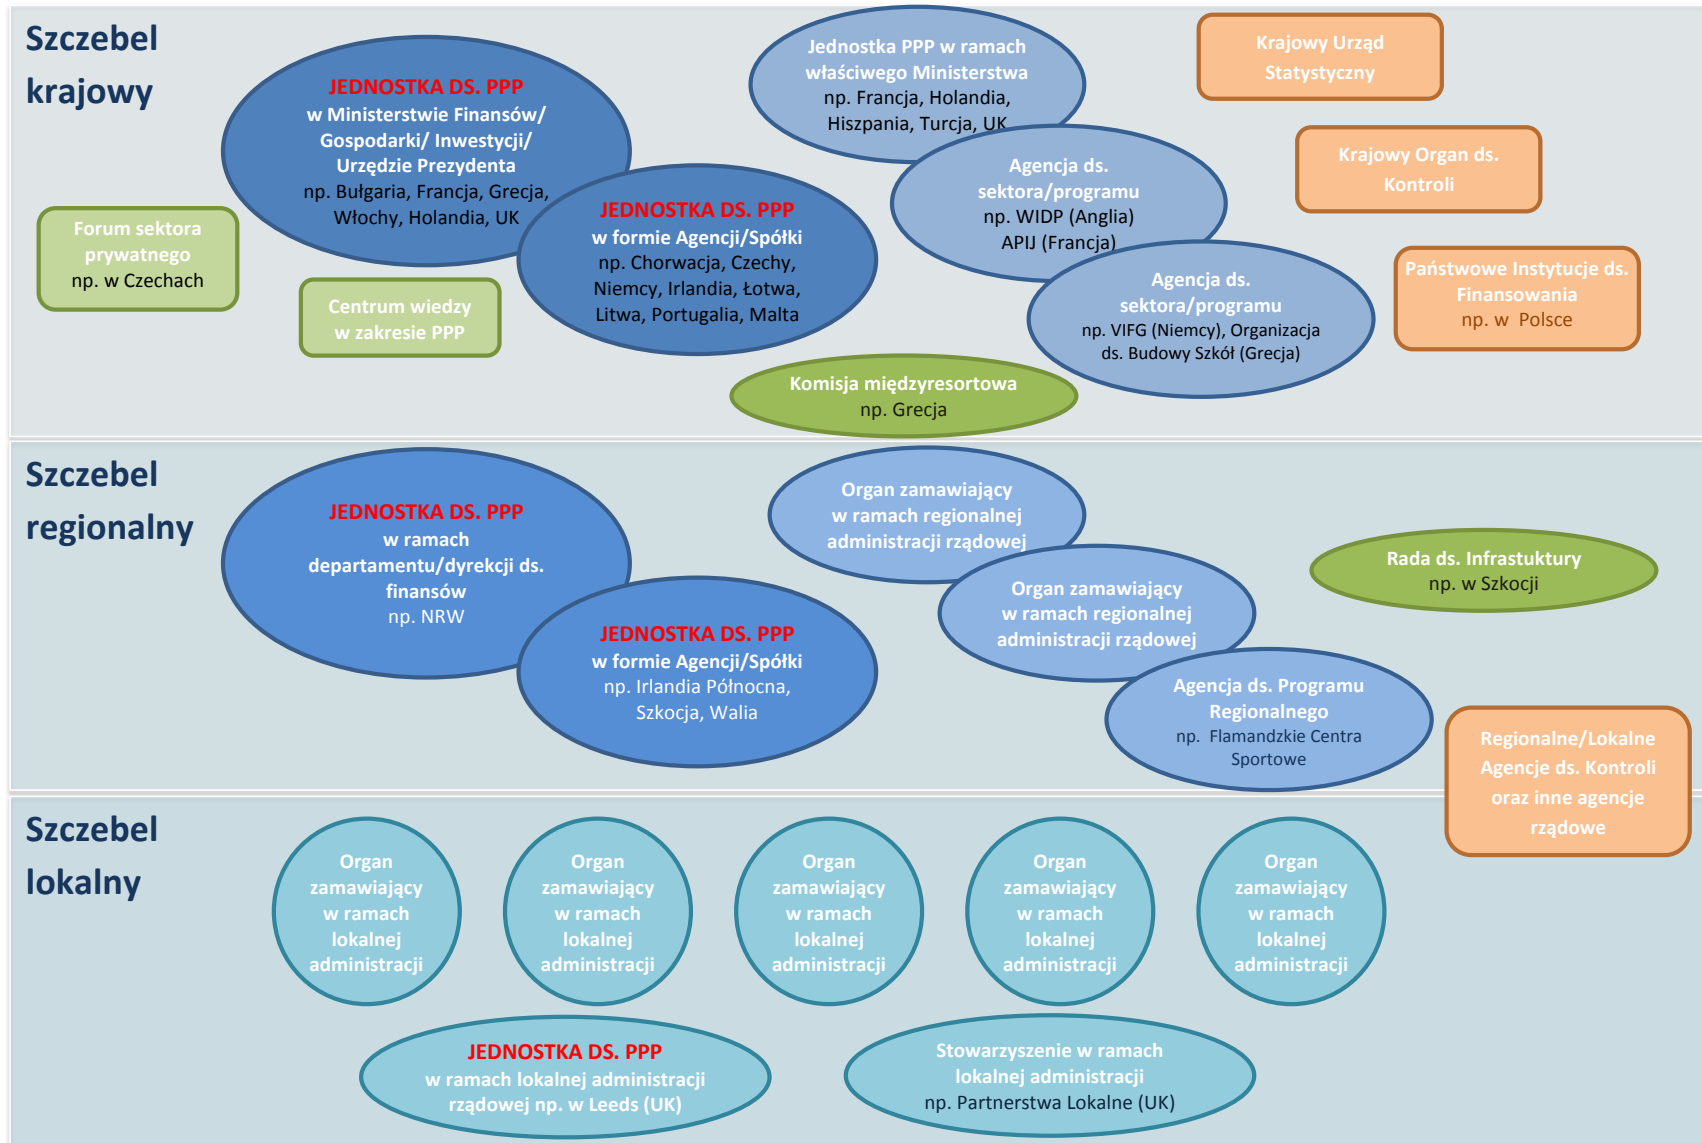 Szczebel
krajowy
JEDNOSTKA DS. PPP
w Ministerstwie Finansów/
Gospodarki/ Inwestycji/
Urzędzie Prezydenta
np. Bułgaria, Francja, Grecja,
Włochy, Holandia, UK
JEDNOSTKA DS. PPP
w formie Agencji/Spółki
np. Chorwacja, Czechy,
Niemcy, Irlandia, Łotwa,
Litwa, Portugalia, Malta
Forum sektora
prywatnego
np. w Czechach
Centrum wiedzy
w zakresie PPP
Jednostka PPP w ramach
właściwego Ministerstwa
np. Francja, Holandia,
Hiszpania, Turcja, UK
Agencja ds.
sektora/programu
np. WIDP (Anglia)
APIJ (Francja)
Agencja ds.
sektora/programu
np. VIFG (Niemcy), Organizacja
ds. Budowy Szkół (Grecja)
Komisja międzyresortowa
np. Grecja
Krajowy Urząd
Statystyczny
Krajowy Organ ds.
Kontroli
Państwowe Instytucje ds.
Finansowania
np. w Polsce
Szczebel
regionalny
JEDNOSTKA DS. PPP
w ramach
departamentu/dyrekcji ds.
finansów
np. NRW
JEDNOSTKA DS. PPP
w formie Agencji/Spółki
np. Irlandia Północna,
Szkocja, Walia
Organ zamawiający
w ramach regionalnej
administracji rządowej
Organ zamawiający
w ramach regionalnej
administracji rządowej
Agencja ds. Programu
Regionalnego
np. Flamandzkie Centra
Sportowe
Rada ds. Infrastuktury
np. w Szkocji
Regionalne/Lokalne
Agencje ds. Kontroli
oraz inne agencje
rządowe
Szczebel
lokalny
Organ
zamawiający
w ramach
lokalnej
administracji
Organ
zamawiający
w ramach
lokalnej
administracji
Organ
zamawiający
w ramach
lokalnej
administracji
Organ
zamawiający
w ramach
lokalnej
administracji
Organ
zamawiający
w ramach
lokalnej
administracji
JEDNOSTKA DS. PPP
w ramach lokalnej administracji
rządowej np. w Leeds (UK)
Stowarzyszenie w ramach
lokalnej administracji
np. Partnerstwa Lokalne (UK)